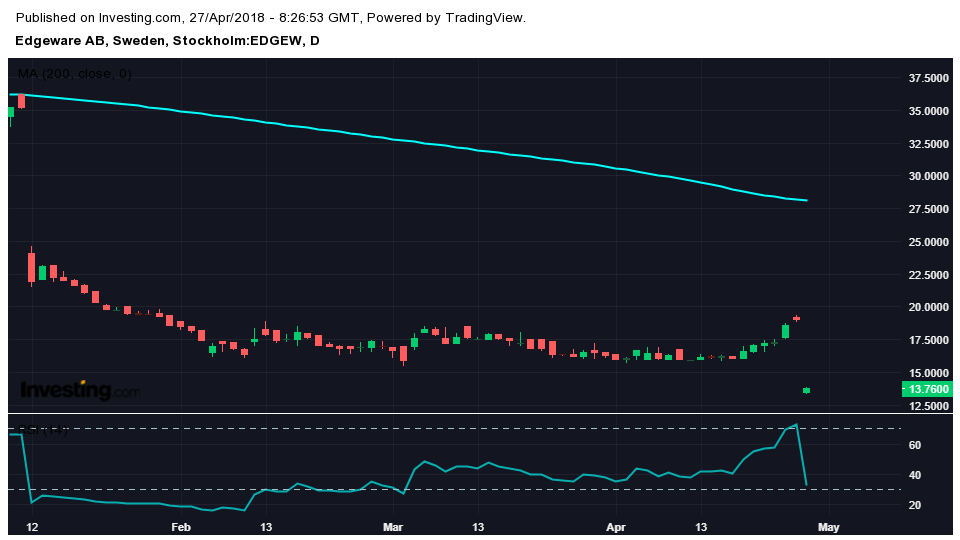 Published on Investing.com, 27/Apr/2018 - 8:26:53 GMT, Powered by TradingView.
Edgeware AB, Sweden, Stockholm:EDGEW, D
MA (200, close, 0)
37.5000
35.0000
32.5000
30.0000
27.5000
25.0000
22.5000
20.0000
17.5000
15.0000
13.7600
12.5000
Investing.com
60
40
20
12
Feb
13
Mar
13
Apr
13
May